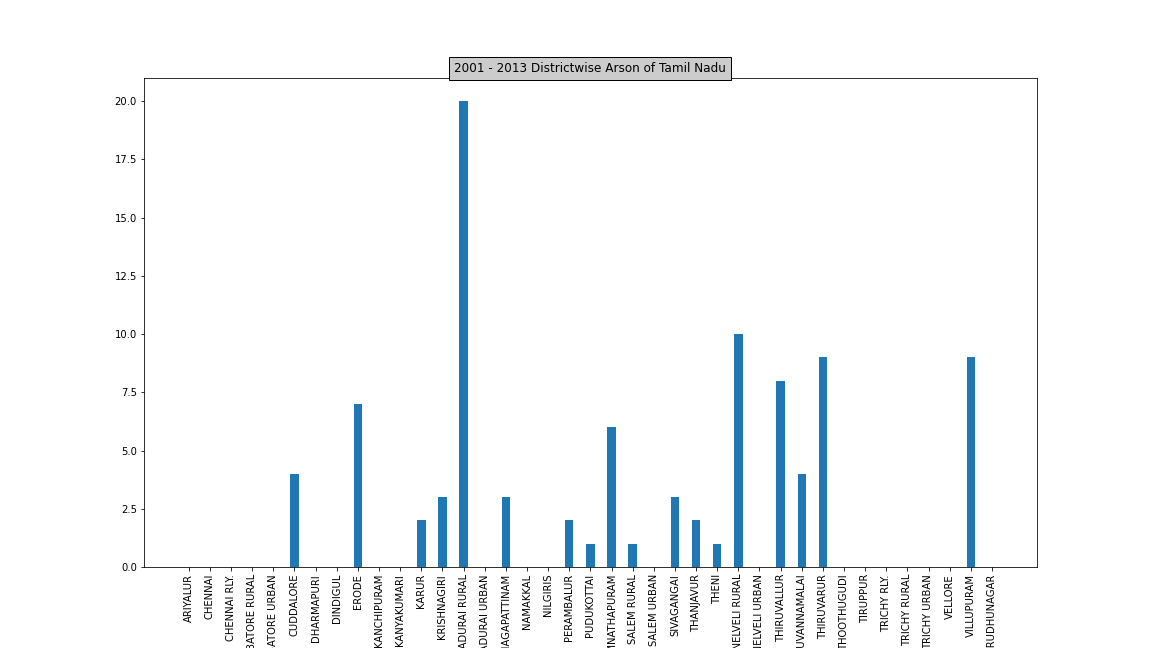 2001 - 2013 Districtwise Arson of Tamil Nadu
20.0
17.5
15.0
12.5
10.0
7.5
5.0
2.5
0.0
ARIYALUR
CHENNAI
CHENNAI RLY.
BATORE RURAL
ATORE URBAN
CUDDALORE
DHARMAPURI
DINDIGUL
ERODE
KANCHIPURAM
KANYAKUMARI
KARUR
KRISHNAGIRI
ADURAI RURAL
DURAI URBAN
IAGAPATTINAM
NAMAKKAL
NILGIRIS
PERAMBALUR
PUDUKOTTAI
MNATHAPURAM
SALEM RURAL
SALEM URBAN
SIVAGANGAI
THANJAVUR
THENI
NELVELI RURAL
IELVELI URBAN
THIRUVALLUR
UVANNAMALAI
THIRUVARUR
THOOTHUGUDI
TIRUPPUR
TRICHY RLY.
TRICHY RURAL
TRICHY URBAN
VELLORE
VILLUPURAM
RUDHUNAGAR